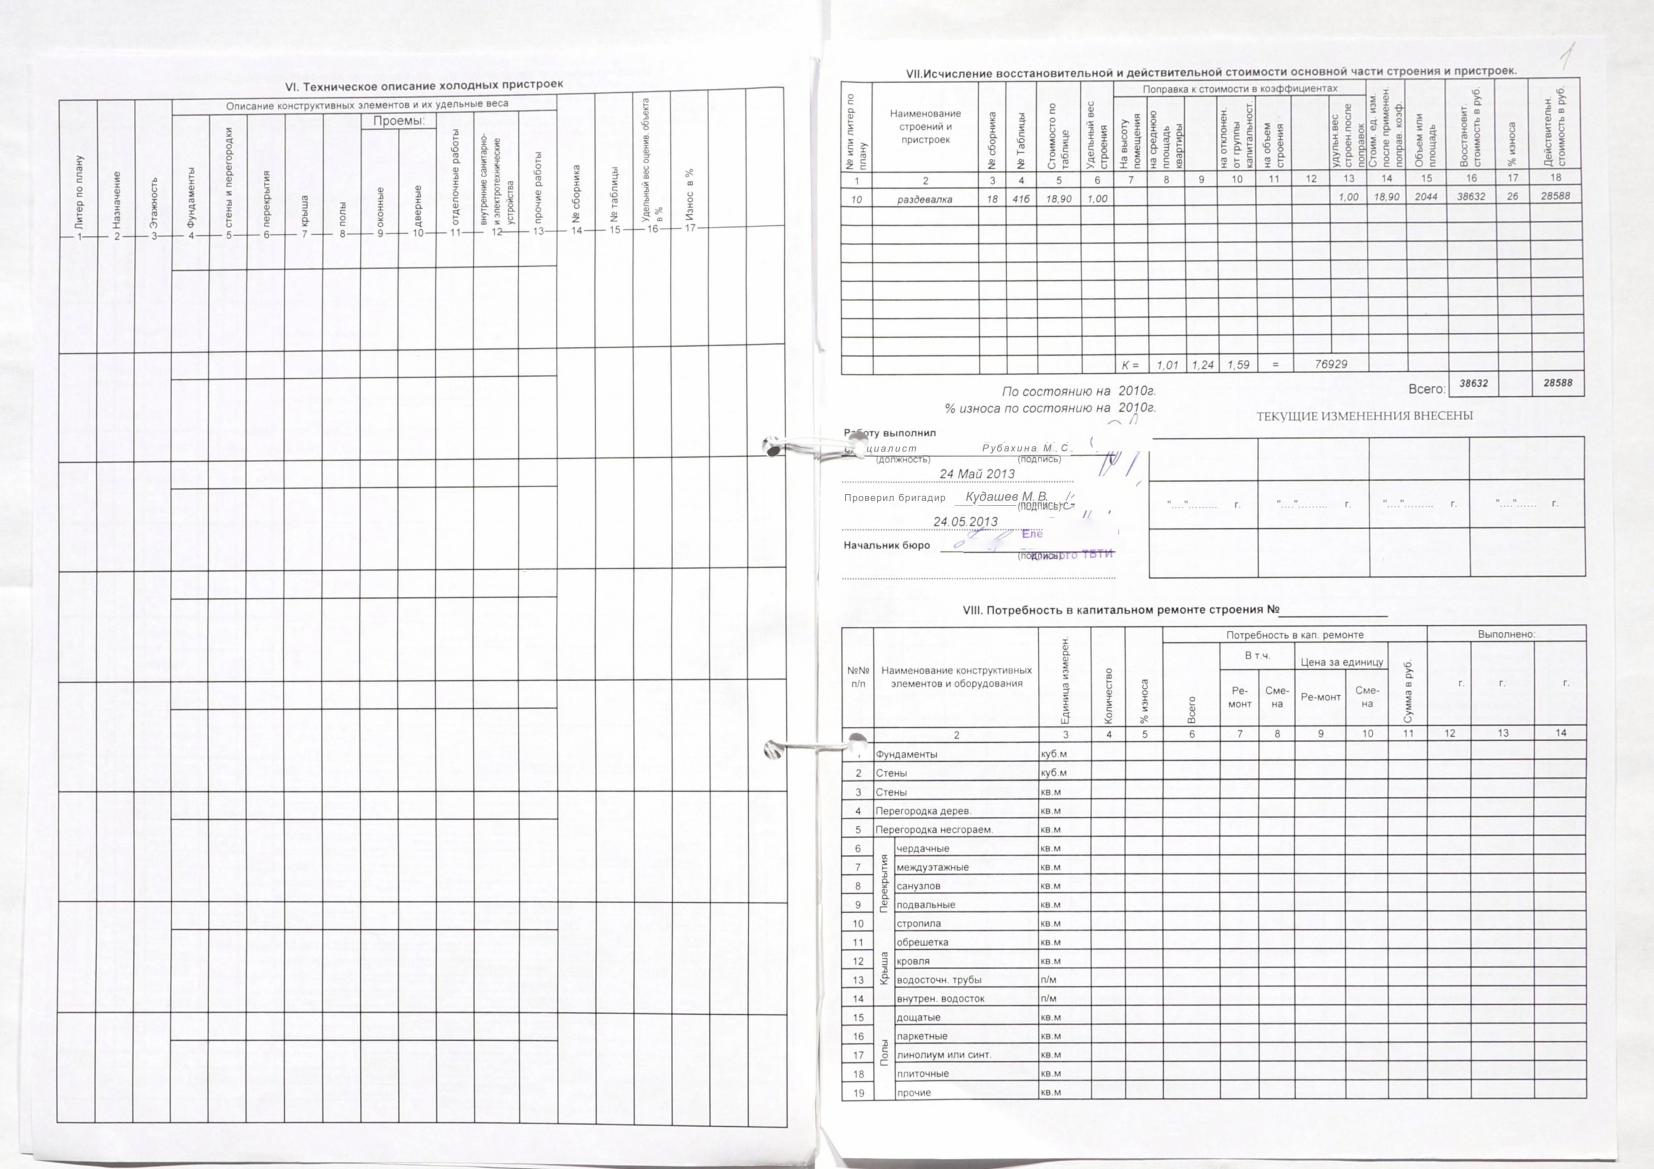 VI. Техническое описание холодных пристроек
Литер по плану
Назначение
Этажность
Описание конструктивных элементов и их удельные веса
Фундаменты
стены и перегородки
перекрытия
крыша
полы
Проемы:
оконные
дверные
отделочные работы
внутренние санитарно-
и электротехнические
устройства
прочие работы
№ сборника
№ таблицы
Удельный вес оценив. объекта
в %
Износ в %
1 2 3 4 5 6 7 8 9 10 11 12 13 14 15 16 17
1
VII.Исчисление восстановительной и действительной стоимости основной части строения и пристроек.
№ или литер по
плану
Наименование
строений и
пристроек
№ сборника
№ Таблицы
Стоимосто по
таблице
Удельный вес
строения
Поправка к стоимости в коэффициентах
На высоту
помещения
на среднюю
площадь
квартиры
на отклонен.
от группы
капитальност.
на объем
строения
удульн.вес
строен.после
поправок
Стоим. ед. изм.
после применен.
поправ. коэф.
Объем или
площадь
Восстановит.
стоимость в руб.
% износа
Действительн.
стоимость в руб.
1 2 3 4 5 6 7 8 9 10 11 12 13 14 15 16 17 18
10 раздевалка 18 41б 18,90 1,00 1,00 18,90 2044 38632 26 28588
К = 1,01 1,24 1,59 = 76929
Всего: 38632 28588
По состоянию на 2010г.
% износа по состоянию на 2010г.
ТЕКУЩИЕ ИЗМЕНЕННИЯ ВНЕСЕНЫ
Работу выполнил
циалист Рубахина М.С.
(должность) (подпись)
24 Май 2013
Проверил бригадир Кудашев М.В.
(подпись)
24.05.2013
Еле
Начальник бюро
(подпись) ого ТБТИ
"....".......... г. "....".......... г. "....".......... г. "....".......... г.
VIII. Потребность в капитальном ремонте строения №
№№
п/п
Наименование конструктивных
элементов и оборудования
Единица измерен.
Количество
% износа
Потребность в кап. ремонте
Всего
В т.ч.
Ре-
монт
Сме-
на
Цена за единицу
Ре-монт
Сме-
на
Сумма в руб.
Выполнено:
г. г. г.
2 3 4 5 6 7 8 9 10 11 12 13 14
Фундаменты куб.м
2 Стены куб.м
3 Стены кв.м
4 Перегородка дерев. кв.м
5 Перегородка несгораем. кв.м
Перекрытия
6 чердачные кв.м
7 междуэтажные кв.м
8 санузлов кв.м
9 подвальные кв.м
Крыша
10 стропила кв.м
11 обрешетка кв.м
12 кровля кв.м
13 водосточн. трубы п/м
14 внутрен. водосток п/м
Полы
15 дощатые кв.м
16 паркетные кв.м
17 линолиум или синт. кв.м
18 плиточные кв.м
19 прочие кв.м